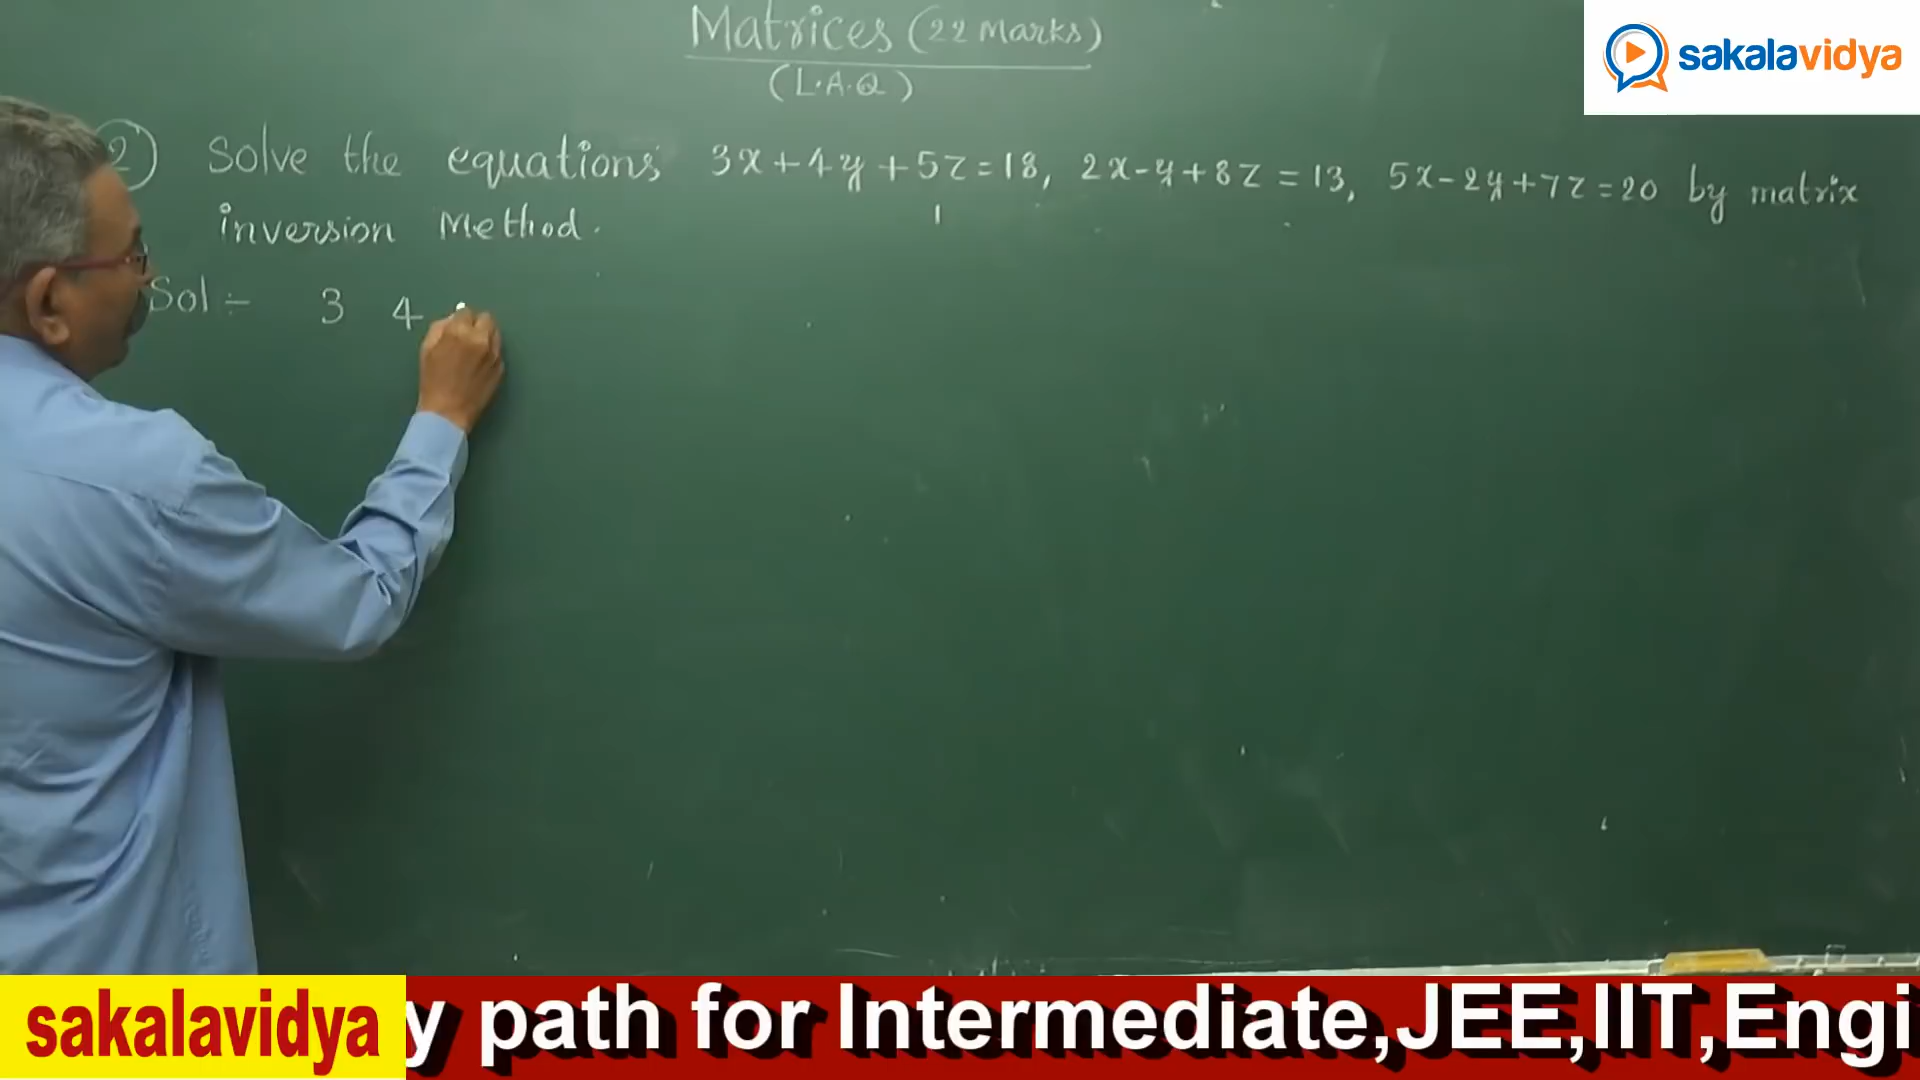 Matrices (22 Marks)
(L.A.Q)
sakalavidya
2) Solve the equations 3x+4y+5z=18, 2x-y+8z=13, 5x-2y+7z=20 by matrix
inversion Method.
Sol÷ 3 4
sakalavidya y path for Intermediate,JEE,IIT,Engi